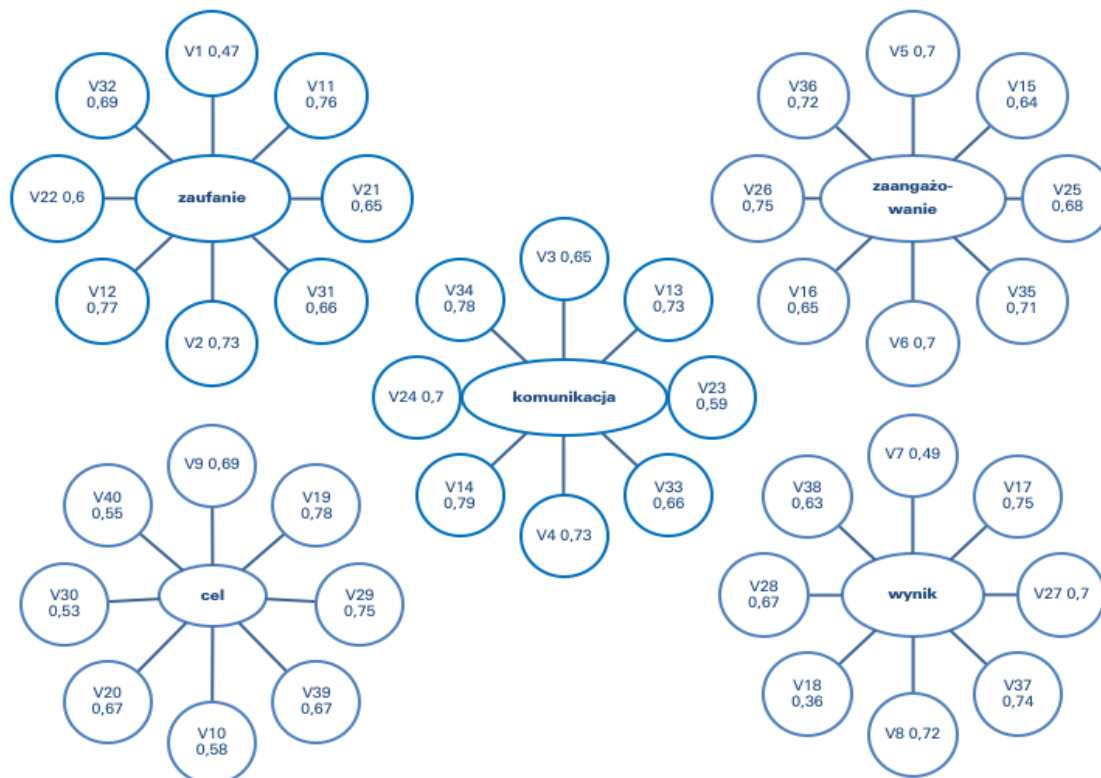 V1 0,47
V11
0,76
V21
0,65
V31
0,66
V2 0,73
V12
0,77
V22 0,6
V32
0,69
zaufanie
V5 0,7
V15
0,64
V25
0,68
V35
0,71
V6 0,7
V16
0,65
V26
0,75
V36
0,72
zaangażo-
wanie
V3 0,65
V13
0,73
V23
0,59
V33
0,66
V4 0,73
V14
0,79
V24 0,7
V34
0,78
komunikacja
V9 0,69
V19
0,78
V29
0,75
V39
0,67
V10
0,58
V20
0,67
V30
0,53
V40
0,55
cel
V7 0,49
V17
0,75
V27 0,7
V37
0,74
V8 0,72
V18
0,36
V28
0,67
V38
0,63
wynik